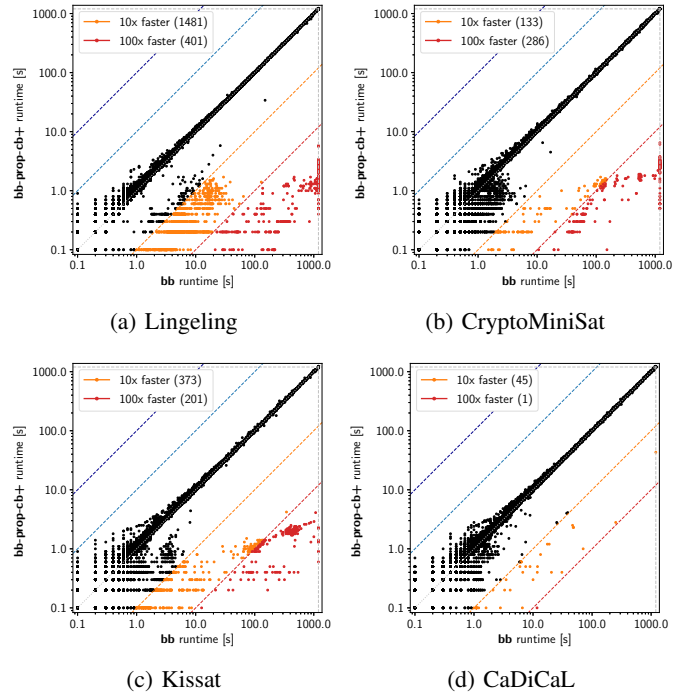 1000.0
100.0
10.0
1.0
0.1
bb-prop-cb+ runtime [s]
10x faster (1481)
100x faster (401)
0.1 1.0 10.0 100.0 1000.0
bb runtime [s]
(a) Lingeling
1000.0
100.0
10.0
1.0
0.1
bb-prop-cb+ runtime [s]
10x faster (133)
100x faster (286)
0.1 1.0 10.0 100.0 1000.0
bb runtime [s]
(b) CryptoMiniSat
1000.0
100.0
10.0
1.0
0.1
bb-prop-cb+ runtime [s]
10x faster (373)
100x faster (201)
0.1 1.0 10.0 100.0 1000.0
bb runtime [s]
(c) Kissat
1000.0
100.0
10.0
1.0
0.1
bb-prop-cb+ runtime [s]
10x faster (45)
100x faster (1)
0.1 1.0 10.0 100.0 1000.0
bb runtime [s]
(d) CaDiCaL